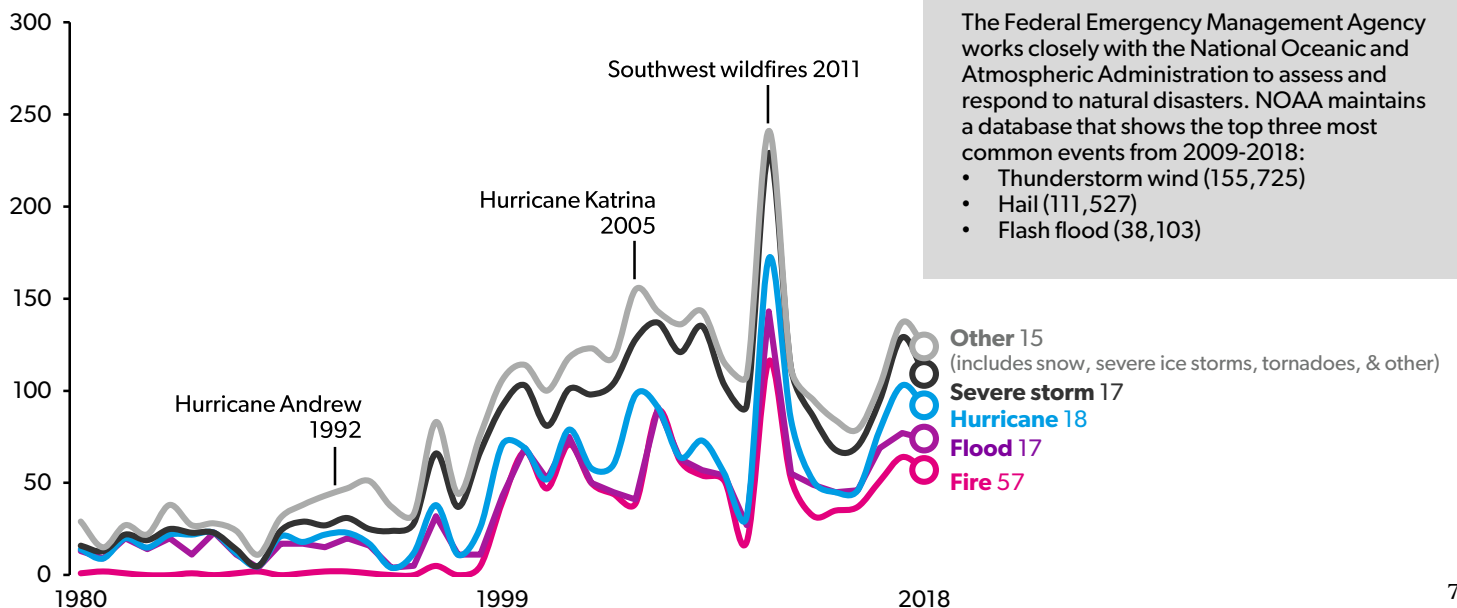 The Federal Emergency Management Agency
works closely with the National Oceanic and
Atmospheric Administration to assess and
respond to natural disasters. NOAA maintains
a database that shows the top three most
common events from 2009-2018:
• Thunderstorm wind (155,725)
• Hail (111,527)
• Flash flood (38,103)
300
250
200
150
100
50
0
Southwest wildfires 2011
Hurricane Katrina
2005
Hurricane Andrew
1992
Other 15
(includes snow, severe ice storms, tornadoes, & other)
Severe storm 17
Hurricane 18
Flood 17
Fire 57
1980
1999
2018
7